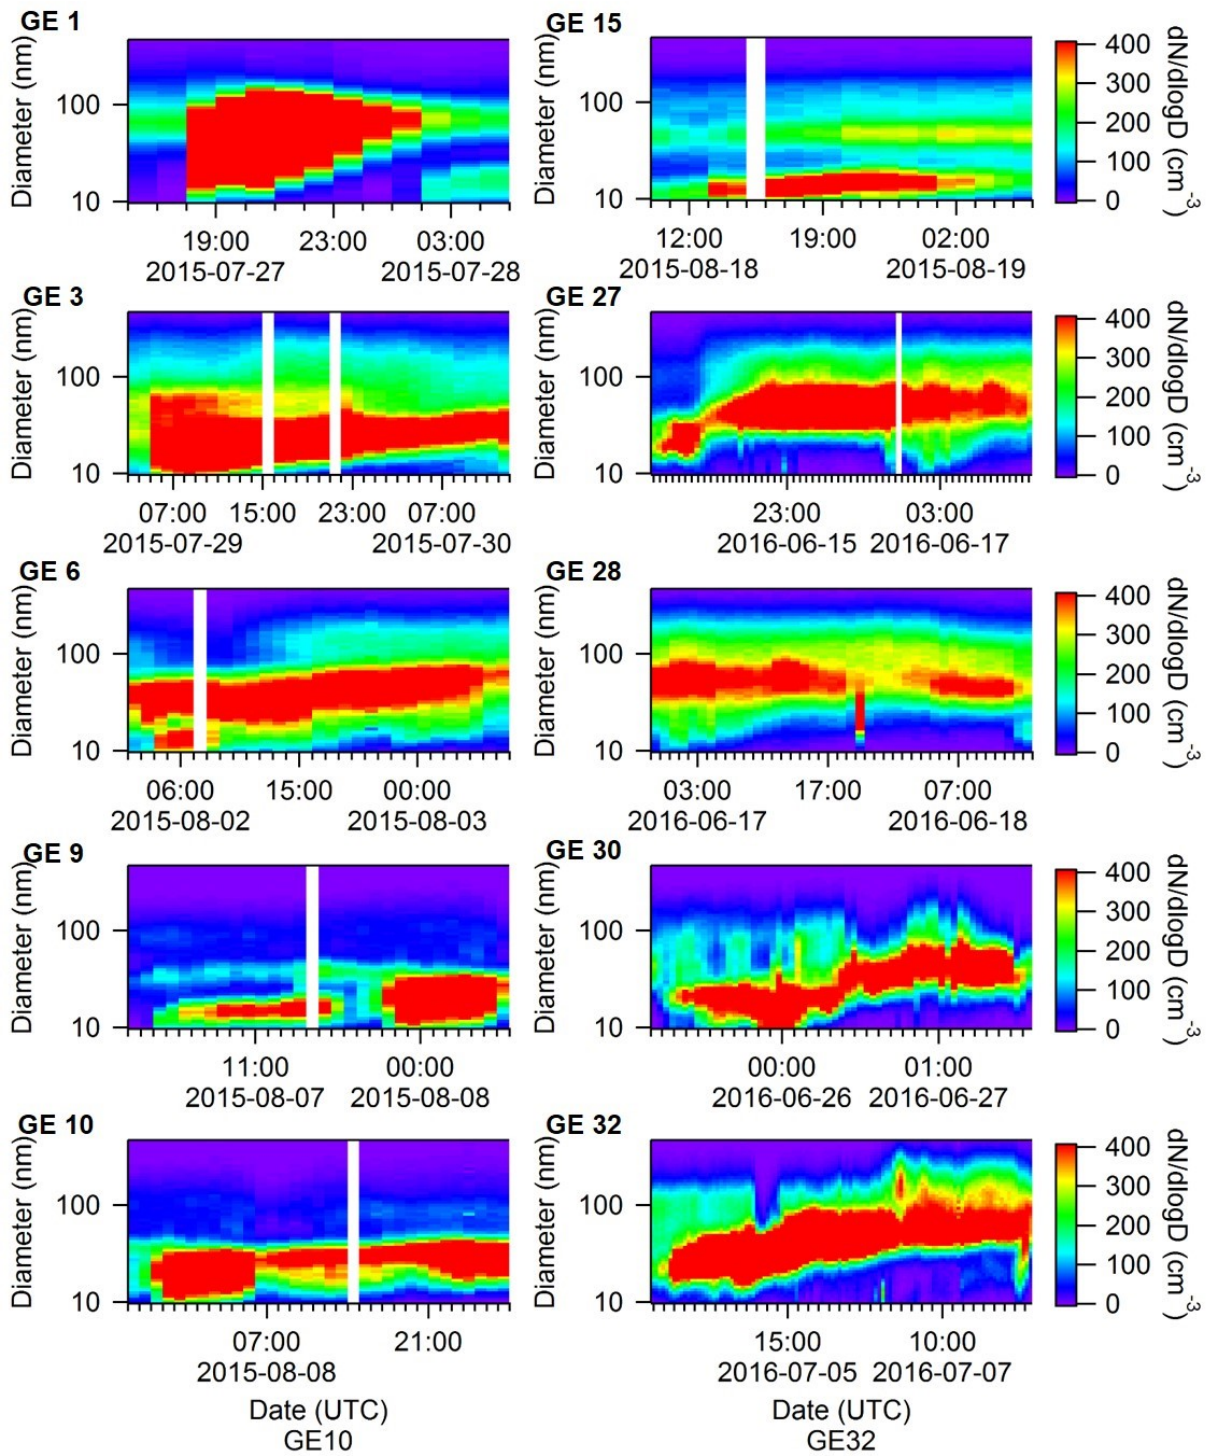 GE 1
GE 15
Diameter (nm)
100
10
19:00 23:00 03:00
2015-07-27 2015-07-28
Diameter (nm)
100
10
12:00 19:00 02:00
2015-08-18 2015-08-19
400
300
200
100
0
dN/dlogD (cm-3)
GE 3
GE 27
Diameter (nm)
100
10
07:00 15:00 23:00 07:00
2015-07-29 2015-07-30
Diameter (nm)
100
10
23:00 03:00
2016-06-15 2016-06-17
400
300
200
100
0
dN/dlogD (cm-3)
GE 6
GE 28
Diameter (nm)
100
10
06:00 15:00 00:00
2015-08-02 2015-08-03
Diameter (nm)
100
10
03:00 17:00 07:00
2016-06-17 2016-06-18
400
300
200
100
0
dN/dlogD (cm-3)
GE 9
GE 30
Diameter (nm)
100
10
11:00 00:00
2015-08-07 2015-08-08
Diameter (nm)
100
10
00:00 01:00
2016-06-26 2016-06-27
400
300
200
100
0
dN/dlogD (cm-3)
GE 10
GE 32
Diameter (nm)
100
10
07:00 21:00
2015-08-08
Date (UTC)
GE10
Diameter (nm)
100
10
15:00 10:00
2016-07-05 2016-07-07
Date (UTC)
GE32
400
300
200
100
0
dN/dlogD (cm-3)